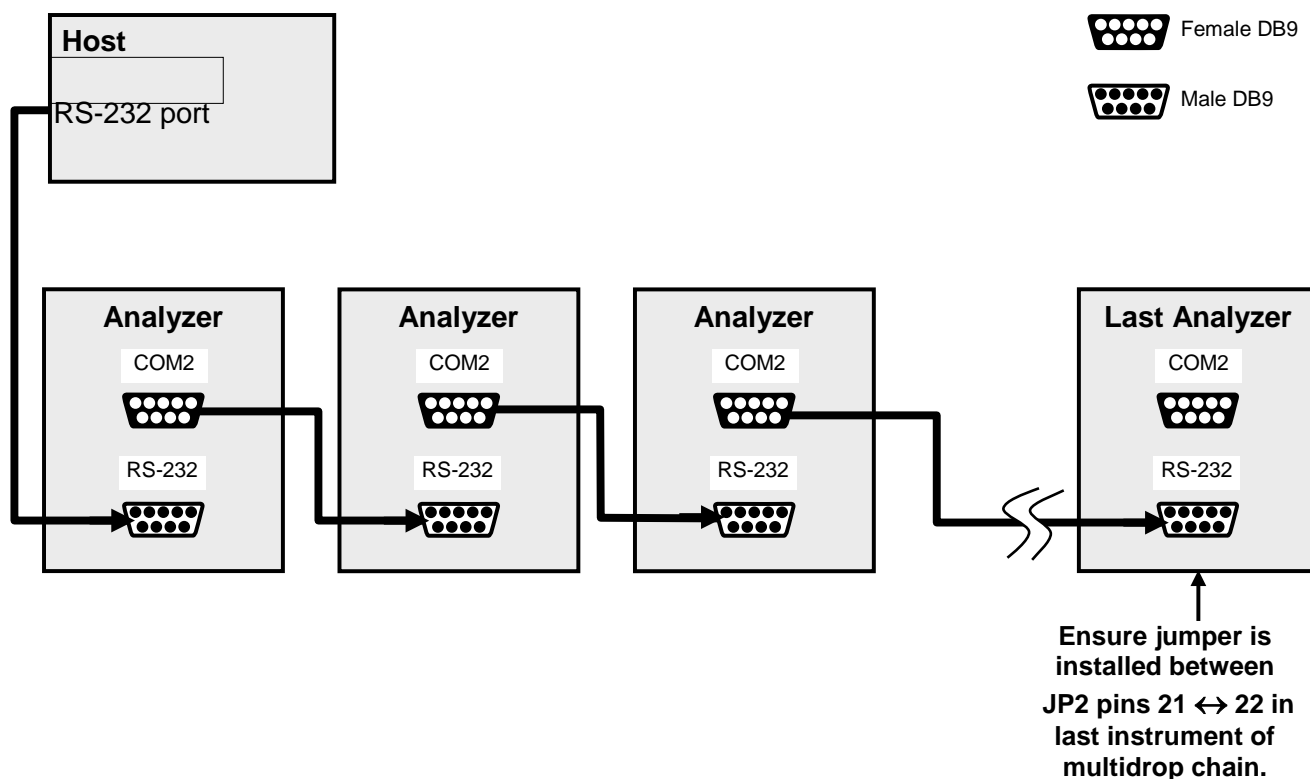 Host
RS-232 port
Female DB9
Male DB9
Analyzer
COM2
RS-232
Analyzer
COM2
RS-232
Analyzer
COM2
RS-232
Last Analyzer
COM2
RS-232
Ensure jumper is
installed between
JP2 pins 21 ↔ 22 in
last instrument of
multidrop chain.